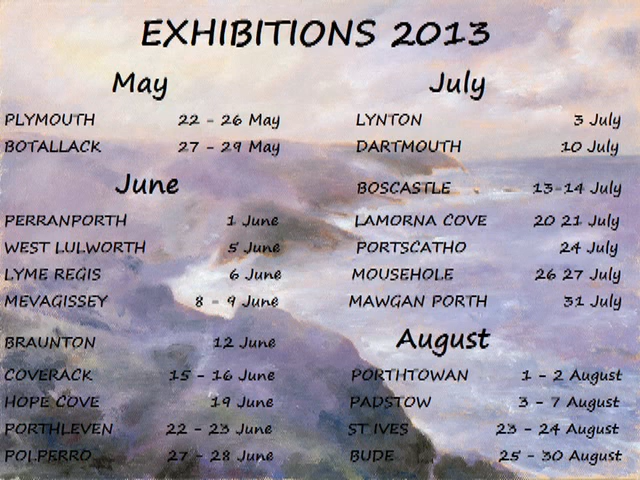 EXHIBITIONS 2013
May
PLYMOUTH 22 - 26 May
BOTALLACK 27 - 29 May
June
PERRANPORTH 1 June
WEST LULWORTH 5 June
LYME REGIS 6 June
MEVAGISSEY 8 - 9 June
BRAUNTON 12 June
COVERACK 15 - 16 June
HOPE COVE 19 June
PORTHLEVEN 22 - 23 June
POLPERRO 27 - 28 June
July
LYNTON 3 July
DARTMOUTH 10 July
BOSCASTLE 13-14 July
LAMORNA COVE 20 21 July
PORTSCATHO 24 July
MOUSEHOLE 26 27 July
MAWGAN PORTH 31 July
August
PORTHTOWAN 1 - 2 August
PADSTOW 3 - 7 August
ST IVES 23 - 24 August
BUDE 25 - 30 August